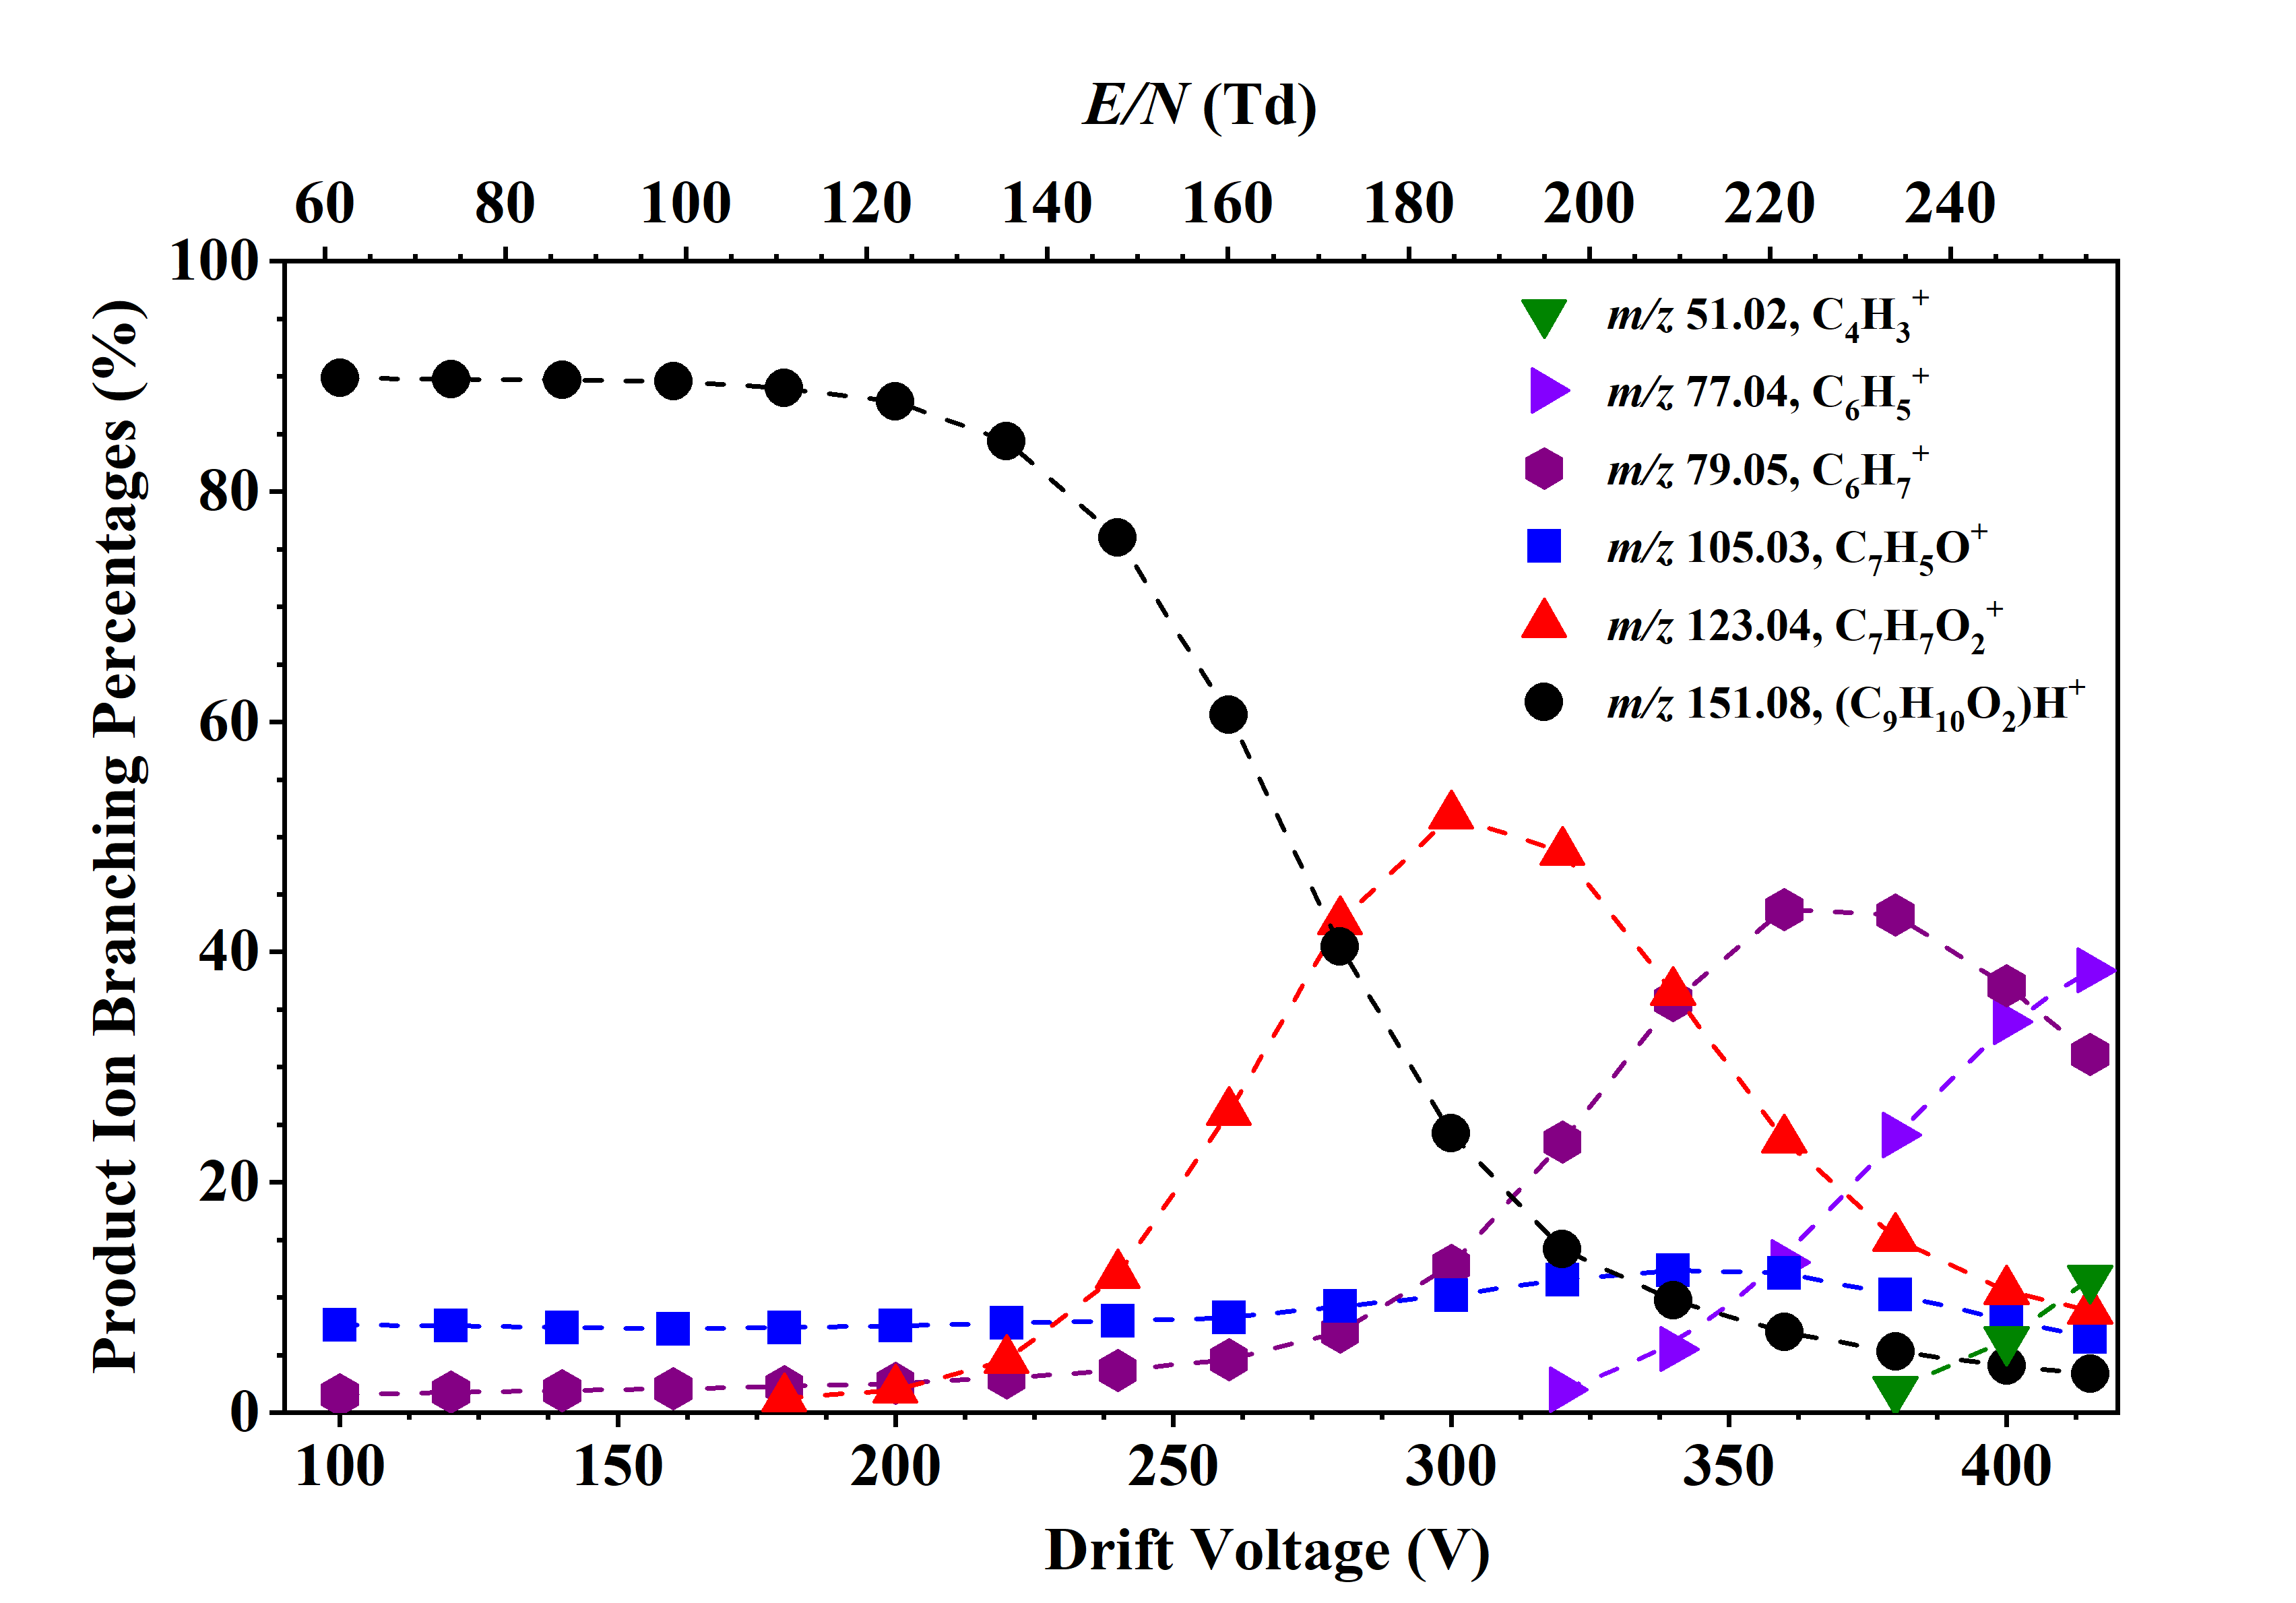 E/N (Td)
60 80 100 120 140 160 180 200 220 240
Product Ion Branching Percentages (%)
100
80
60
40
20
0
m/z 51.02, C₄H₃⁺
m/z 77.04, C₆H₅⁺
m/z 79.05, C₆H₇⁺
m/z 105.03, C₇H₅O⁺
m/z 123.04, C₇H₇O₂⁺
m/z 151.08, (C₉H₁₀O₂)H⁺
100 150 200 250 300 350 400
Drift Voltage (V)